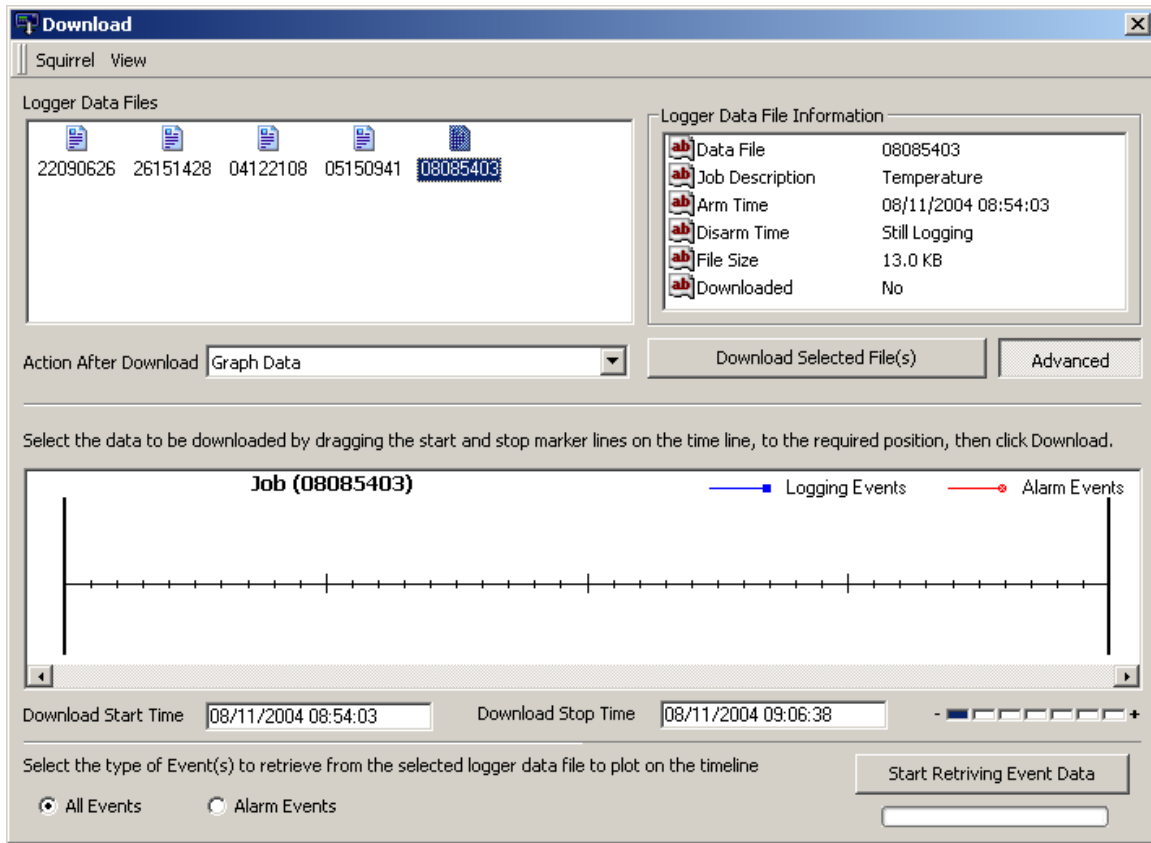 Download
Squirrel View
Logger Data Files
22090626 26151428 04122108 05150941 08085403
Logger Data File Information
Data File 08085403
Job Description Temperature
Arm Time 08/11/2004 08:54:03
Disarm Time Still Logging
File Size 13.0 KB
Downloaded No
Action After Download Graph Data
Download Selected File(s) Advanced
Select the data to be downloaded by dragging the start and stop marker lines on the time line, to the required position, then click Download.
Job (08085403) Logging Events Alarm Events
Download Start Time 08/11/2004 08:54:03 Download Stop Time 08/11/2004 09:06:38 - +
Select the type of Event(s) to retrieve from the selected logger data file to plot on the timeline
Start Retriving Event Data
All Events Alarm Events